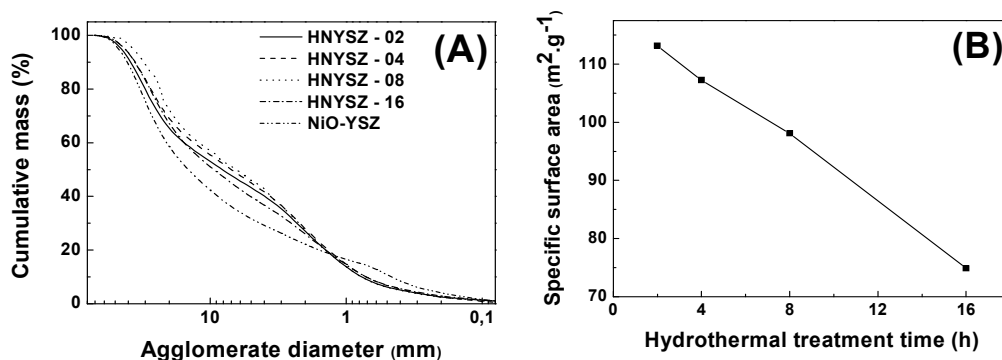 (A)
HNYSZ - 02
HNYSZ - 04
HNYSZ - 08
HNYSZ - 16
NiO-YSZ
Cumulative mass (%)
100
80
60
40
20
0
10
1
0,1
Agglomerate diameter (mm)
(B)
Specific surface area (m².g⁻¹)
110
100
90
80
70
0
4
8
12
16
Hydrothermal treatment time (h)